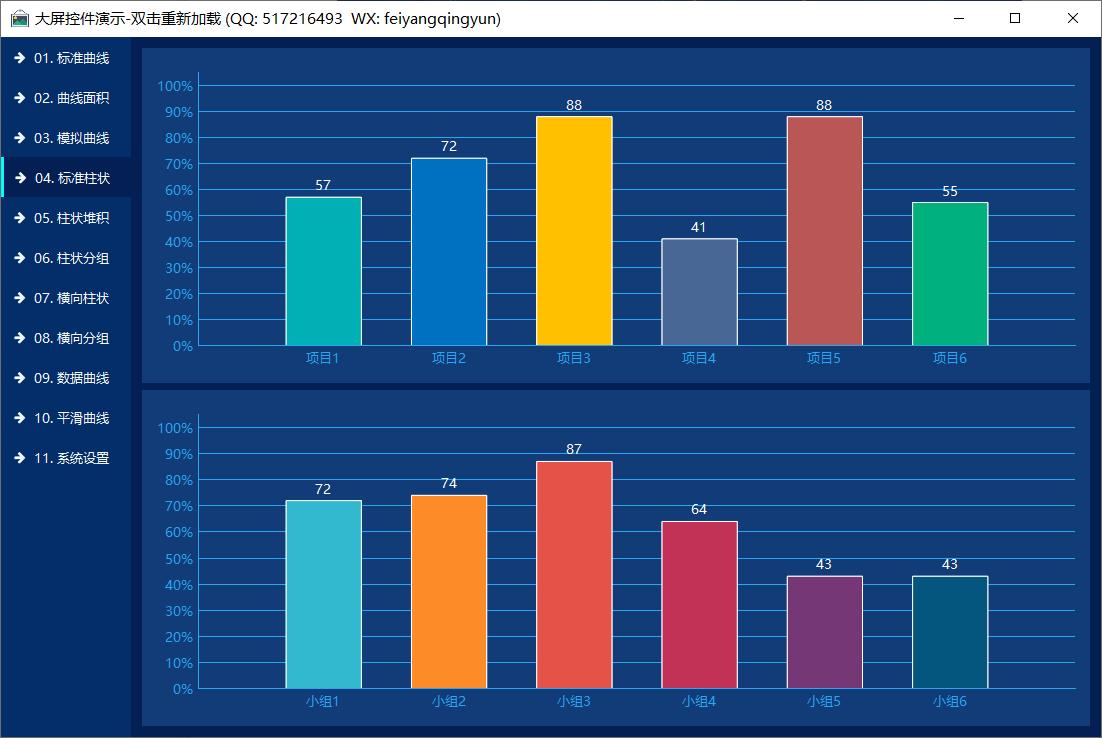 大屏控件演示-双击重新加载 (QQ: 517216493  WX: feiyangqingyun)
01. 标准曲线
02. 曲线面积
03. 模拟曲线
04. 标准柱状
05. 柱状堆积
06. 柱状分组
07. 横向柱状
08. 横向分组
09. 数据曲线
10. 平滑曲线
11. 系统设置
100%
90%
80%
70%
60%
50%
40%
30%
20%
10%
0%
57
72
88
41
88
55
项目1 项目2 项目3 项目4 项目5 项目6
100%
90%
80%
70%
60%
50%
40%
30%
20%
10%
0%
72
74
87
64
43
43
小组1 小组2 小组3 小组4 小组5 小组6